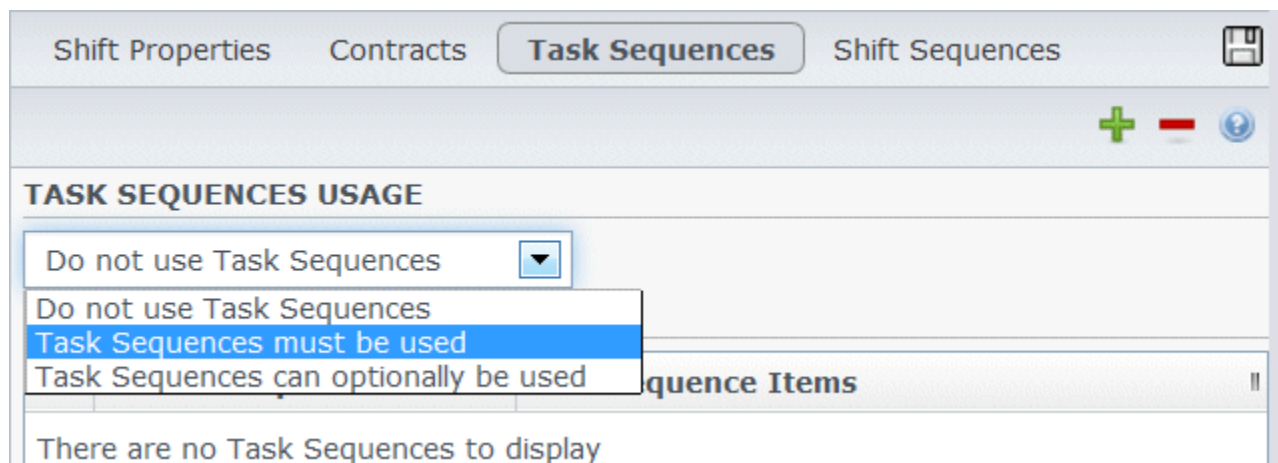 Shift Properties Contracts Task Sequences Shift Sequences
TASK SEQUENCES USAGE
Do not use Task Sequences
Do not use Task Sequences
Task Sequences must be used
Task Sequences can optionally be used
Items
There are no Task Sequences to display